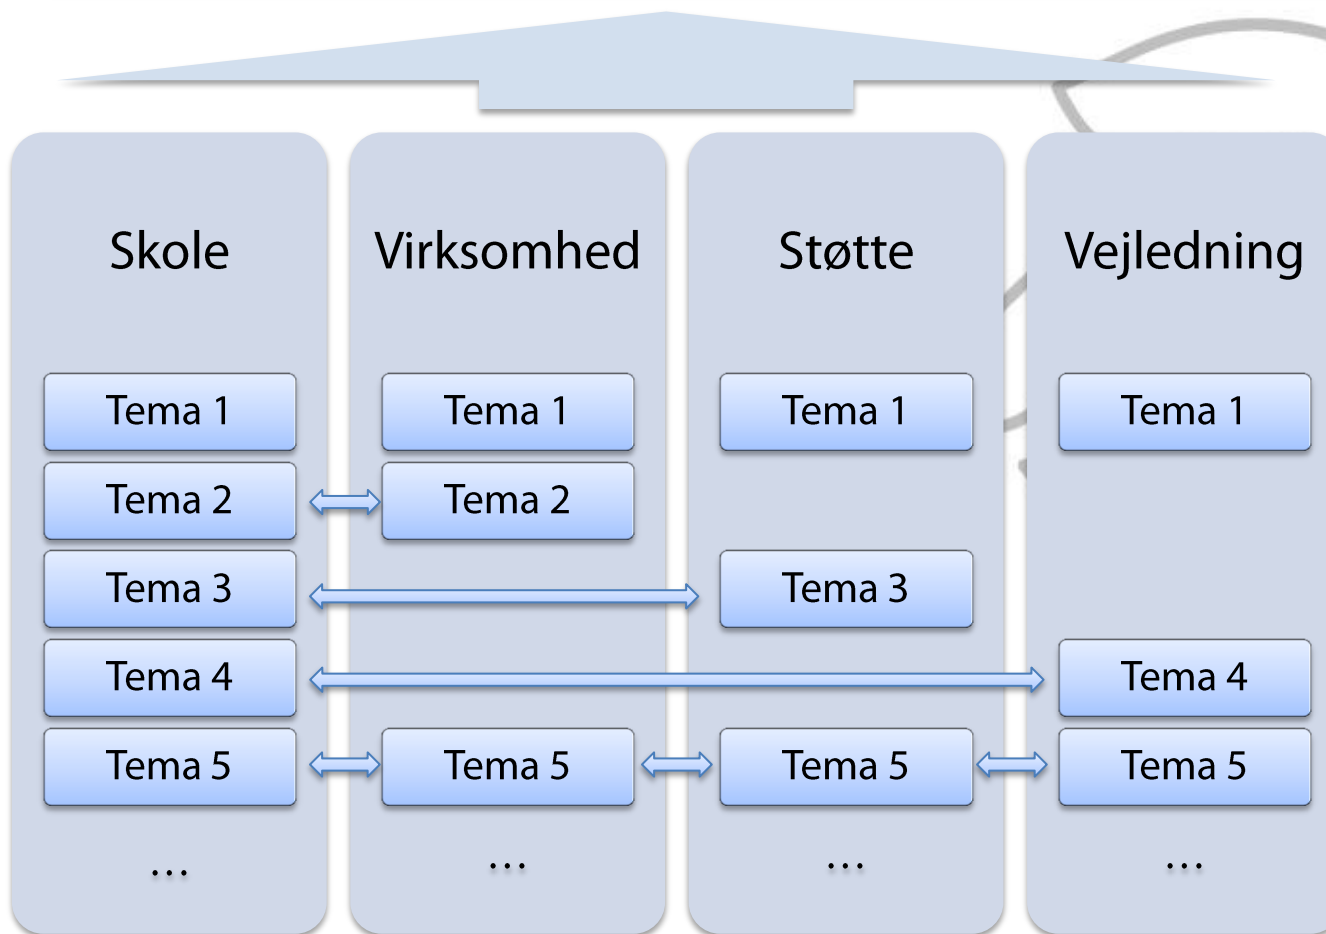 Skole
Virksomhed
Støtte
Vejledning
Tema 1
Tema 1
Tema 1
Tema 1
Tema 2
Tema 2
Tema 3
Tema 3
Tema 4
Tema 4
Tema 5
Tema 5
Tema 5
Tema 5
...
...
...
...